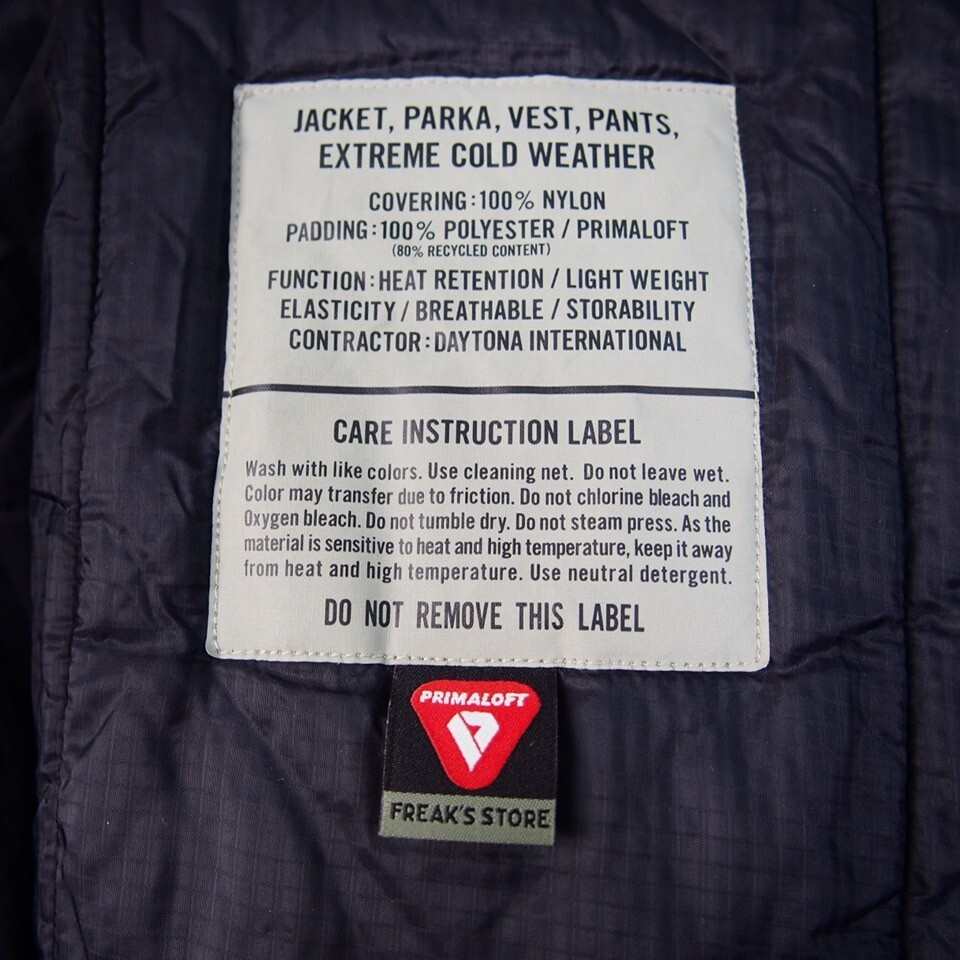 JACKET, PARKA, VEST, PANTS,
EXTREME COLD WEATHER
COVERING:100% NYLON
PADDING:100% POLYESTER / PRIMALOFT
(80% RECYCLED CONTENT)
FUNCTION:HEAT RETENTION / LIGHT WEIGHT
ELASTICITY / BREATHABLE / STORABILITY
CONTRACTOR:DAYTONA INTERNATIONAL
CARE INSTRUCTION LABEL
Wash with like colors. Use cleaning net. Do not leave wet.
Color may transfer due to friction. Do not chlorine bleach and
Oxygen bleach. Do not tumble dry. Do not steam press. As the
material is sensitive to heat and high temperature, keep it away
from heat and high temperature. Use neutral detergent.
DO NOT REMOVE THIS LABEL
PRIMALOFT
FREAK'S STORE